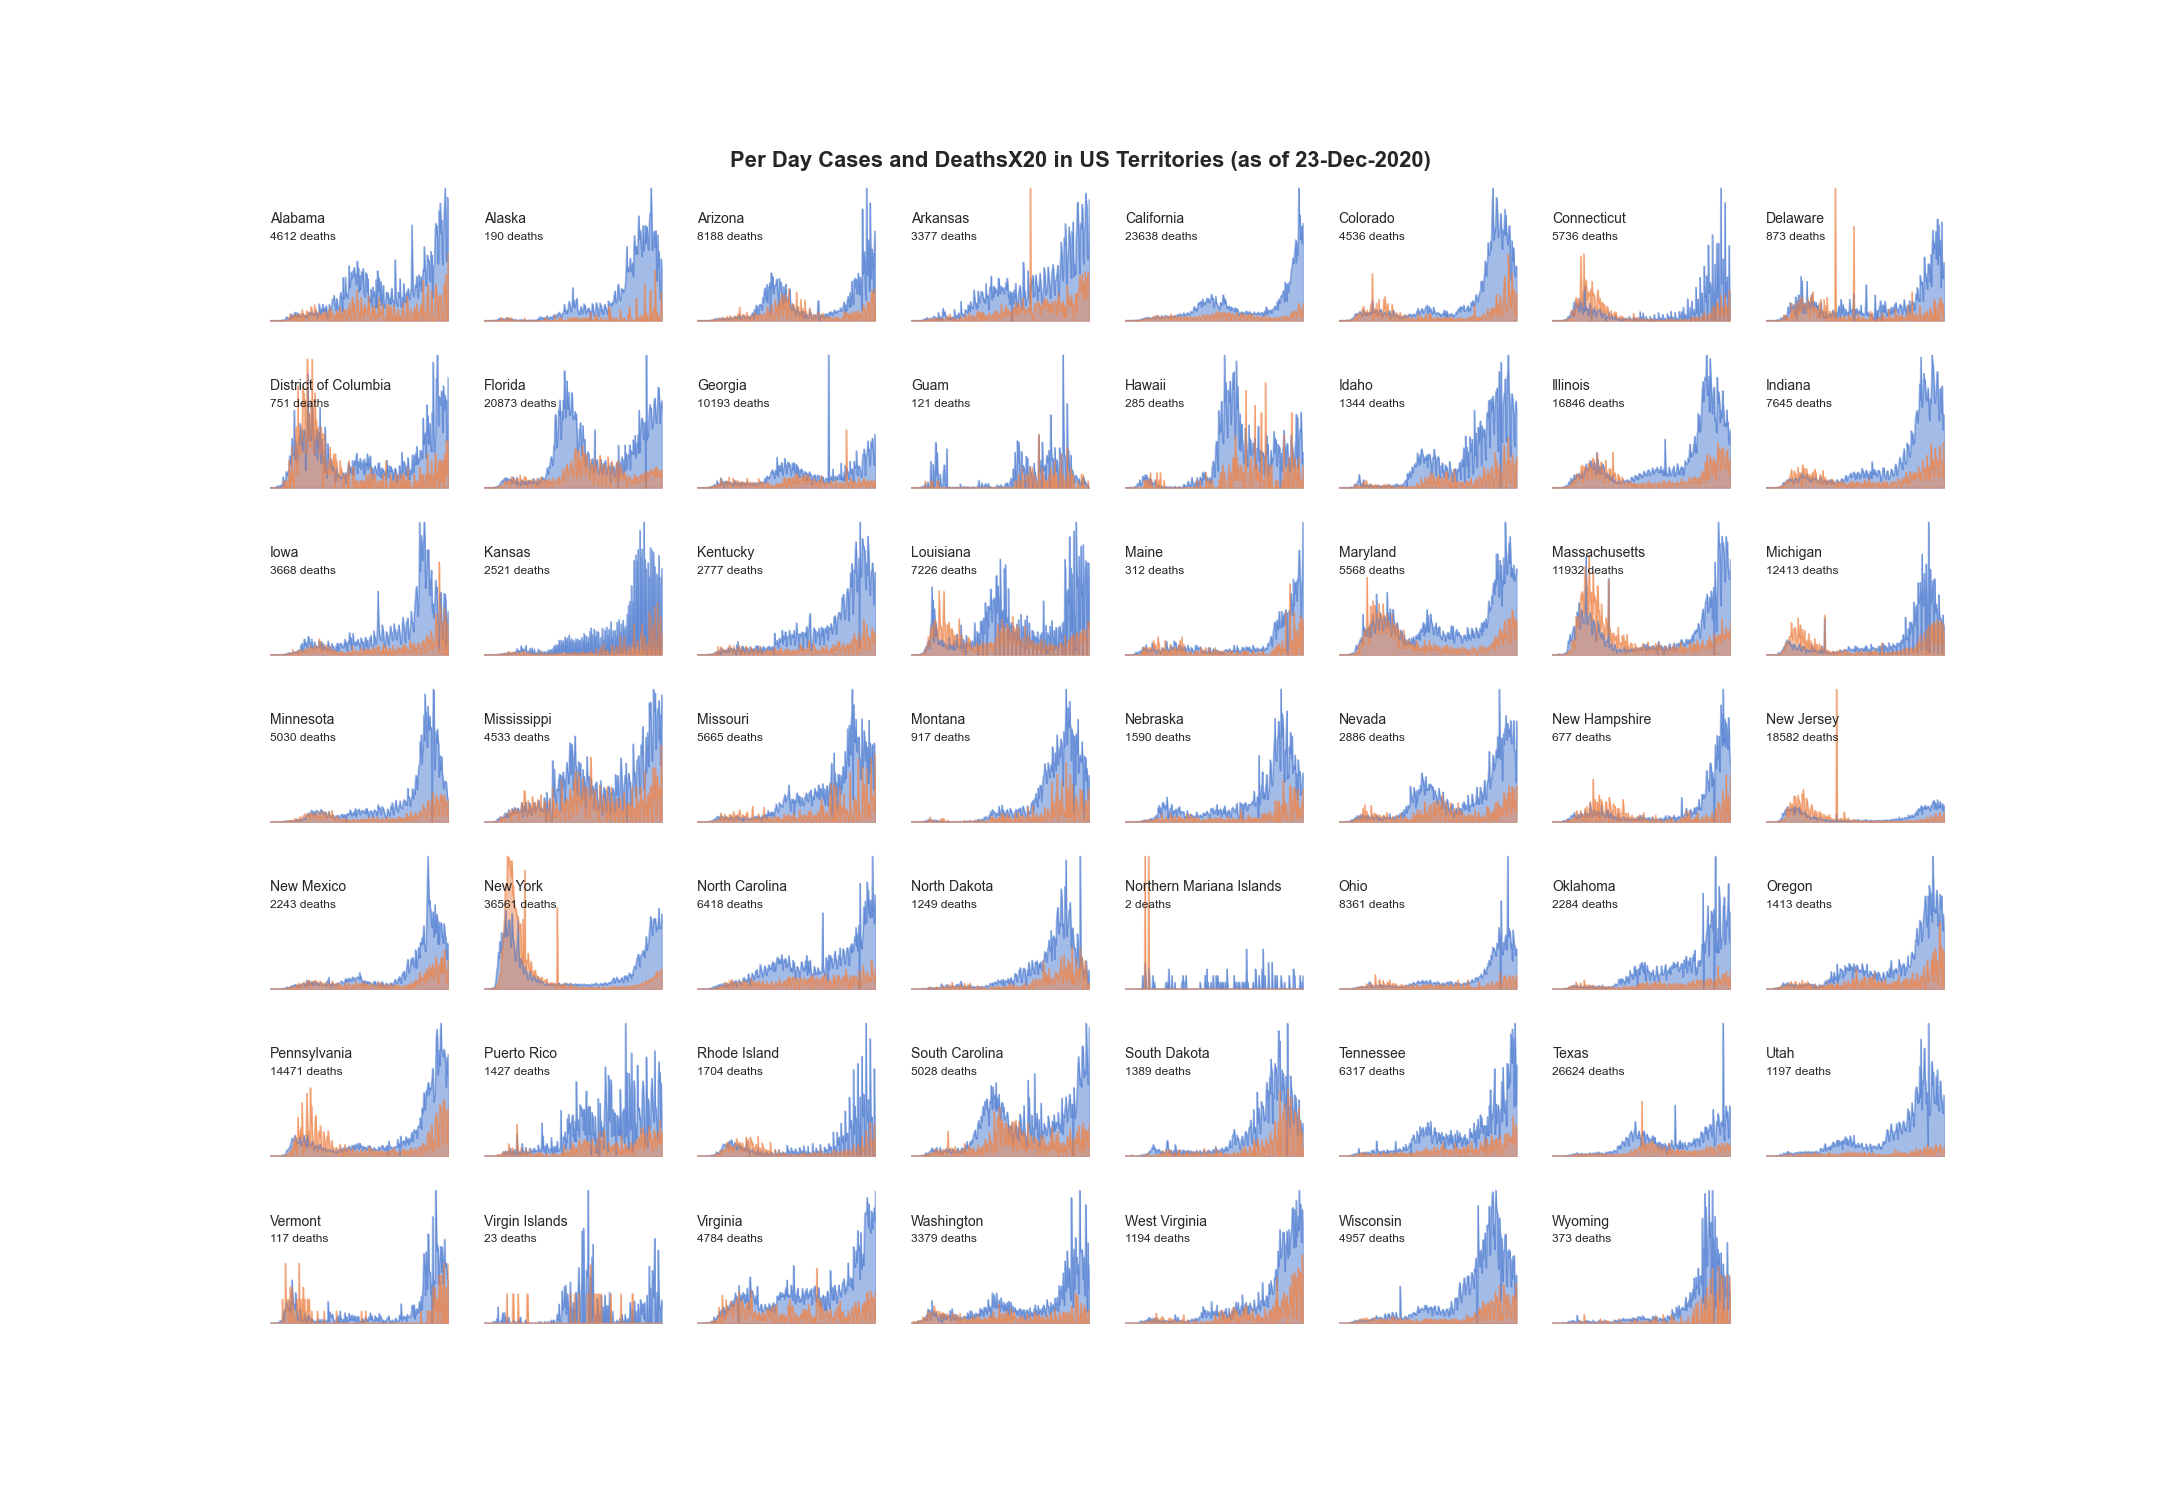 Per Day Cases and DeathsX20 in US Territories (as of 23-Dec-2020)
Alabama
4612 deaths
Alaska
190 deaths
Arizona
8188 deaths
Arkansas
3377 deaths
California
23638 deaths
Colorado
4536 deaths
Connecticut
5736 deaths
Delaware
873 deaths
District of Columbia
751 deaths
Florida
20873 deaths
Georgia
10193 deaths
Guam
121 deaths
Hawaii
285 deaths
Idaho
1344 deaths
Illinois
16846 deaths
Indiana
7645 deaths
Iowa
3668 deaths
Kansas
2521 deaths
Kentucky
2777 deaths
Louisiana
7226 deaths
Maine
312 deaths
Maryland
5568 deaths
Massachusetts
11932 deaths
Michigan
12413 deaths
Minnesota
5030 deaths
Mississippi
4533 deaths
Missouri
5665 deaths
Montana
917 deaths
Nebraska
1590 deaths
Nevada
2886 deaths
New Hampshire
677 deaths
New Jersey
18582 deaths
New Mexico
2243 deaths
New York
36561 deaths
North Carolina
6418 deaths
North Dakota
1249 deaths
Northern Mariana Islands
2 deaths
Ohio
8361 deaths
Oklahoma
2284 deaths
Oregon
1413 deaths
Pennsylvania
14471 deaths
Puerto Rico
1427 deaths
Rhode Island
1704 deaths
South Carolina
5028 deaths
South Dakota
1389 deaths
Tennessee
6317 deaths
Texas
26624 deaths
Utah
1197 deaths
Vermont
117 deaths
Virgin Islands
23 deaths
Virginia
4784 deaths
Washington
3379 deaths
West Virginia
1194 deaths
Wisconsin
4957 deaths
Wyoming
373 deaths